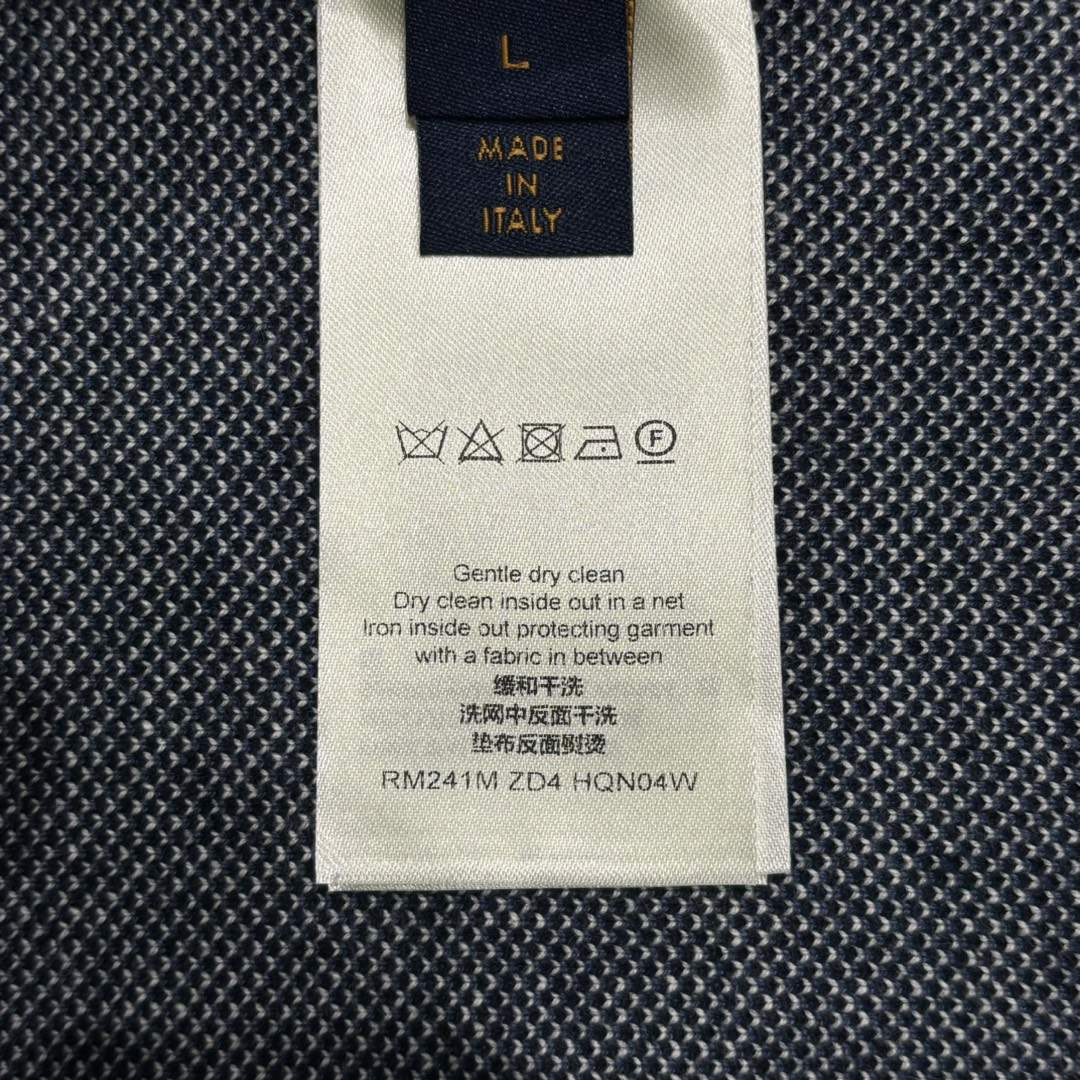 L
MADE
IN
ITALY
F
Gentle dry clean
Dry clean inside out in a net
Iron inside out protecting garment
with a fabric in between
缓和干洗
洗网中反面干洗
垫布反面熨烫
RM241M ZD4 HQN04W